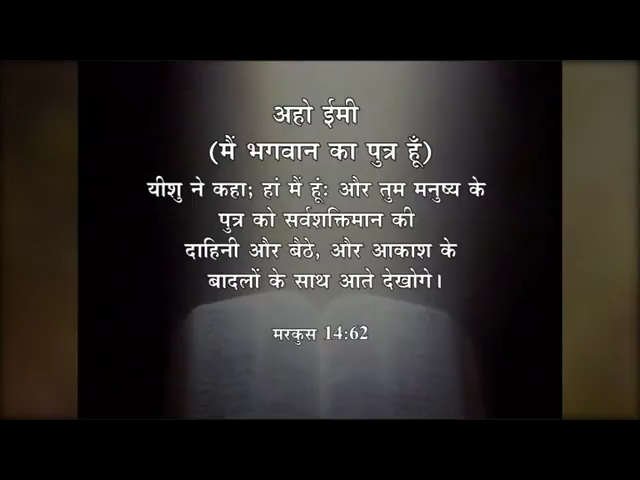 अहो ईमी
(मैं भगवान का पुत्र हूँ)
यीशु ने कहा; हां मैं हूंः और तुम मनुष्य के
पुत्र को सर्वशक्तिमान की
दाहिनी और बैठे, और आकाश के
बादलों के साथ आते देखोगे।
मरकुस 14:62